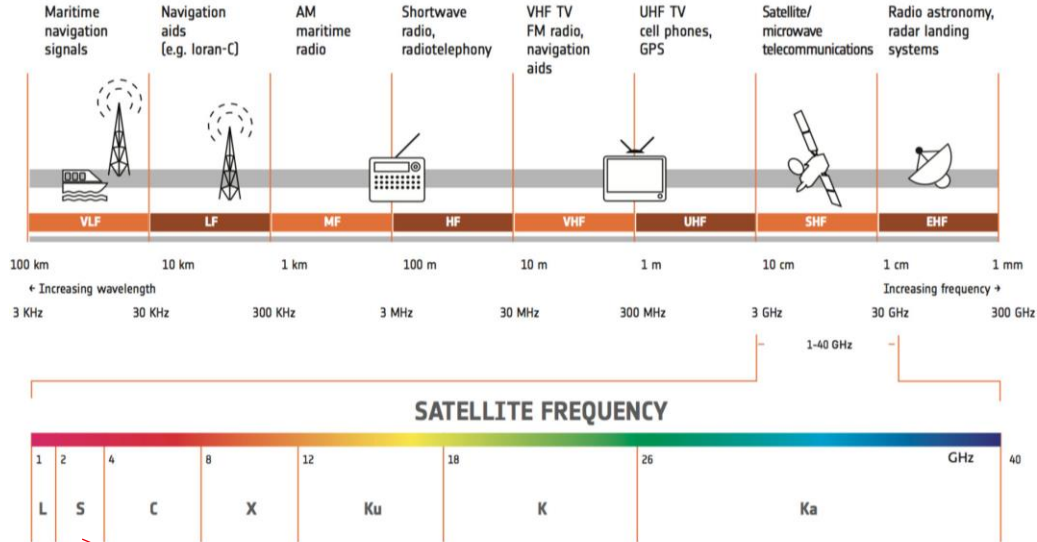 Maritime
navigation
signals
Navigation
aids
(e.g. loran-C)
AM
maritime
radio
Shortwave
radio,
radiotelephony
VHF TV
FM radio,
navigation
aids
UHF TV
cell phones,
GPS
Satellite/
microwave
telecommunications
Radio astronomy,
radar landing
systems
VLF LF MF HF VHF UHF SHF EHF
100 km 10 km 1 km 100 m 10 m 1 m 10 cm 1 cm 1 mm
← Increasing wavelength Increasing frequency →
3 KHz 30 KHz 300 KHz 3 MHz 30 MHz 300 MHz 3 GHz 30 GHz 300 GHz
1-40 GHz
SATELLITE FREQUENCY
1 2 4 8 12 18 26 GHz 40
L S C X Ku K Ka